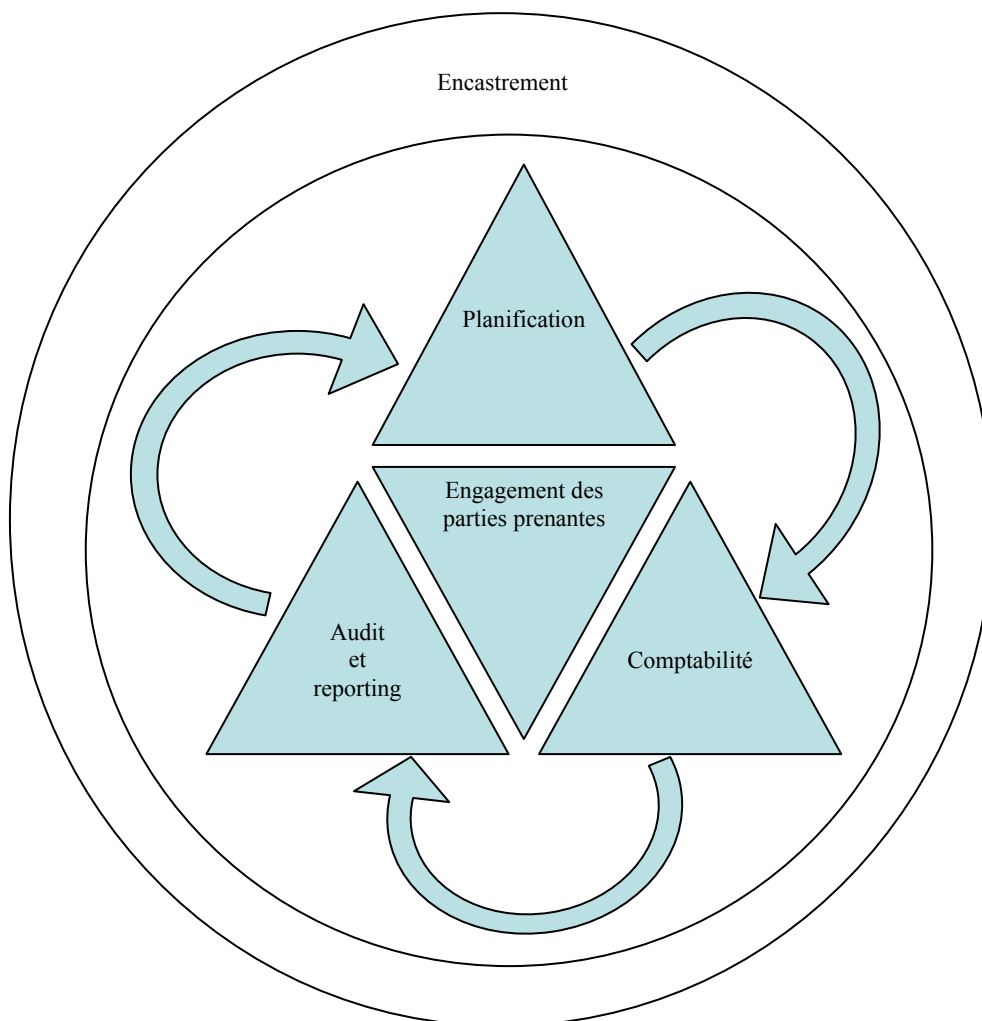 Encastrement
Planification
Engagement des
parties prenantes
Audit
et
reporting
Comptabilité